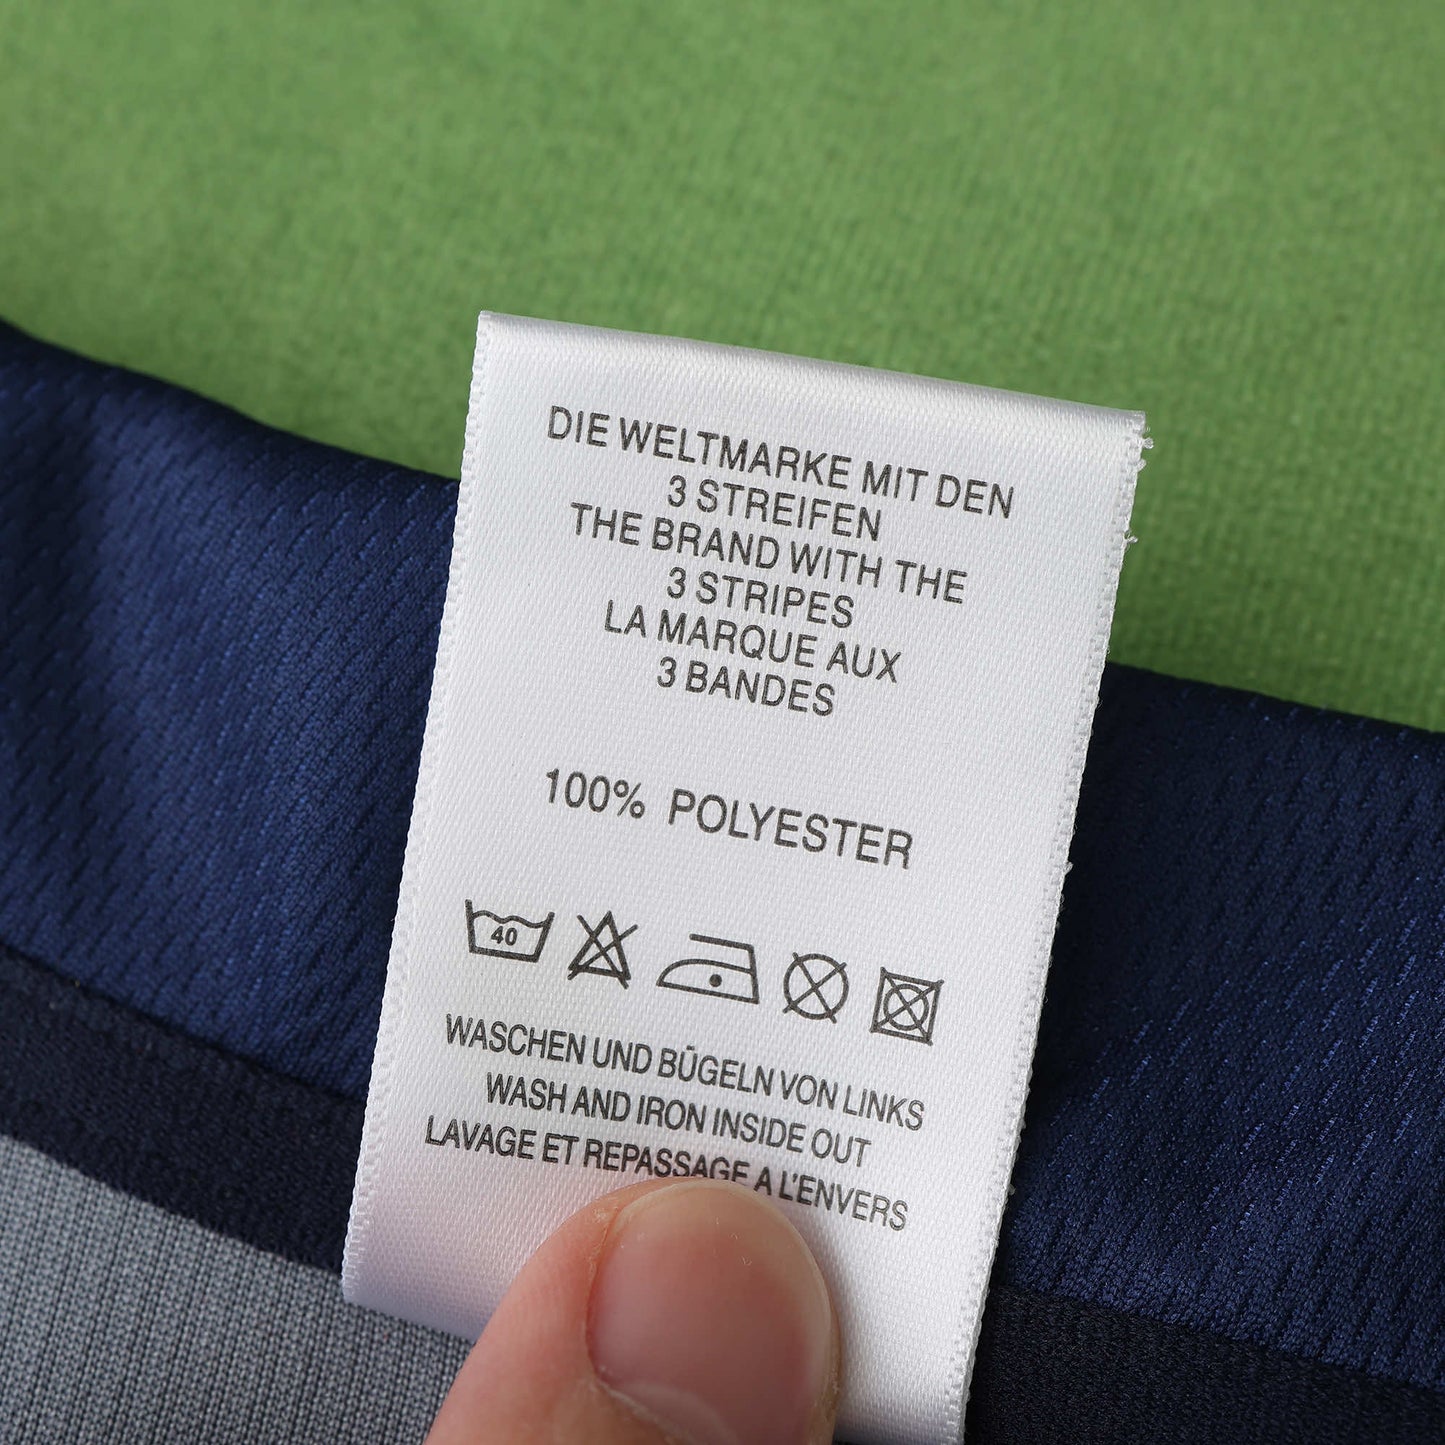 DIE WELTMARKE MIT DEN
3 STREIFEN
THE BRAND WITH THE
3 STRIPES
LA MARQUE AUX
3 BANDES
100% POLYESTER
40
WASCHEN UND BÜGELN VON LINKS
WASH AND IRON INSIDE OUT
LAVAGE ET REPASSAGE A L'ENVERS